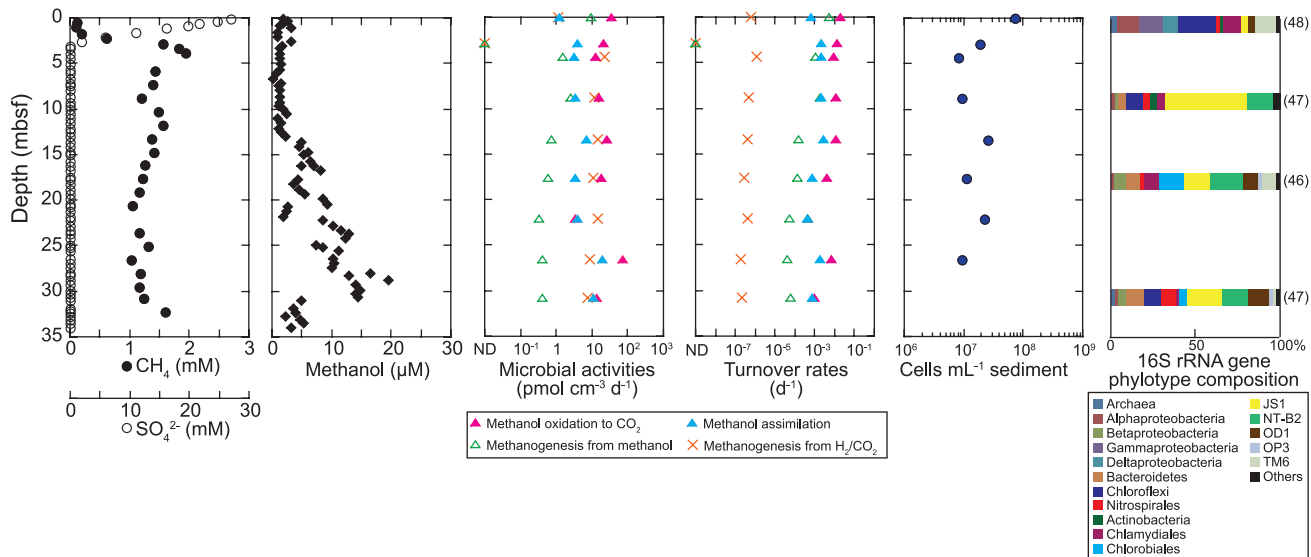 Depth (mbsf)
0
5
10
15
20
25
30
35
0 1 2 3
CH₄ (mM)
0 10 20 30
SO₄²⁻ (mM)
0 10 20 30 40
Methanol (µM)
ND 10⁻¹ 1 10 10² 10³
Microbial activities
(pmol cm⁻³ d⁻¹)
ND 10⁻⁷ 10⁻⁵ 10⁻³ 10⁻¹
Turnover rates
(d⁻¹)
Methanol oxidation to CO₂
Methanol assimilation
Methanogenesis from methanol
Methanogenesis from H₂/CO₂
10⁶ 10⁷ 10⁸ 10⁹
Cells mL⁻¹ sediment
(48)
(47)
(46)
(47)
0 50 100%
16S rRNA gene
phylotype composition
Archaea
Alphaproteobacteria
Betaproteobacteria
Gammaproteobacteria
Deltaproteobacteria
Bacteroidetes
Chloroflexi
Nitrospirales
Actinobacteria
Chlamydiales
Chlorobiales
JS1
NT-B2
OD1
OP3
TM6
Others